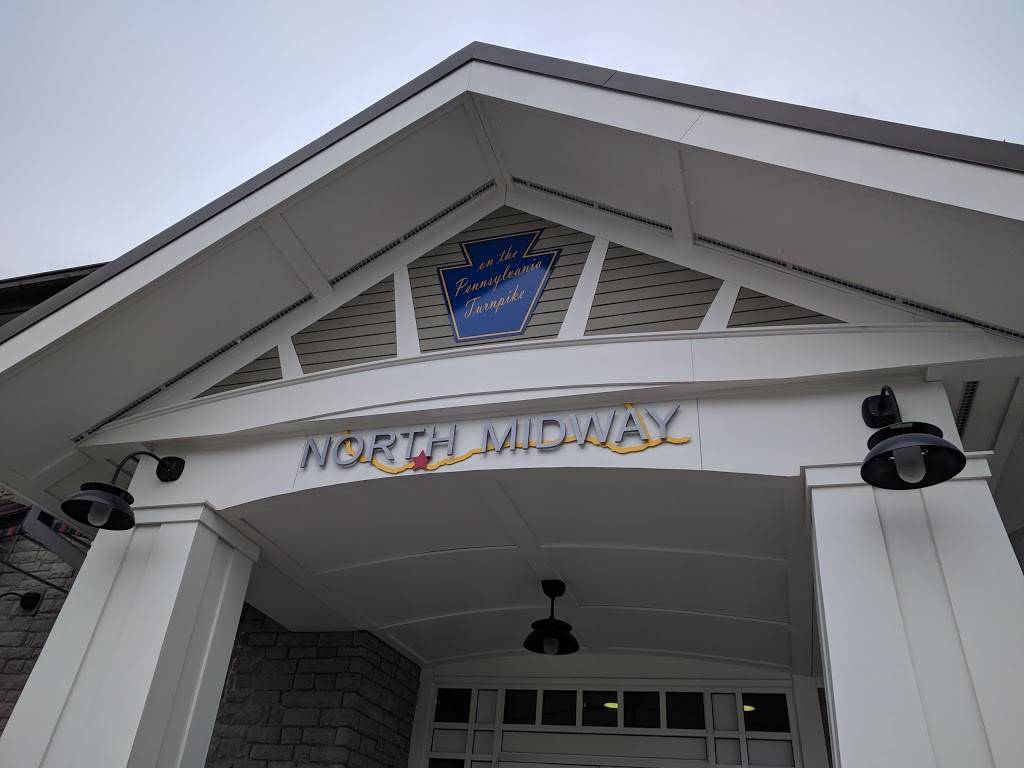 on the
Pennsylvania
Turnpike
NORTH MIDWAY